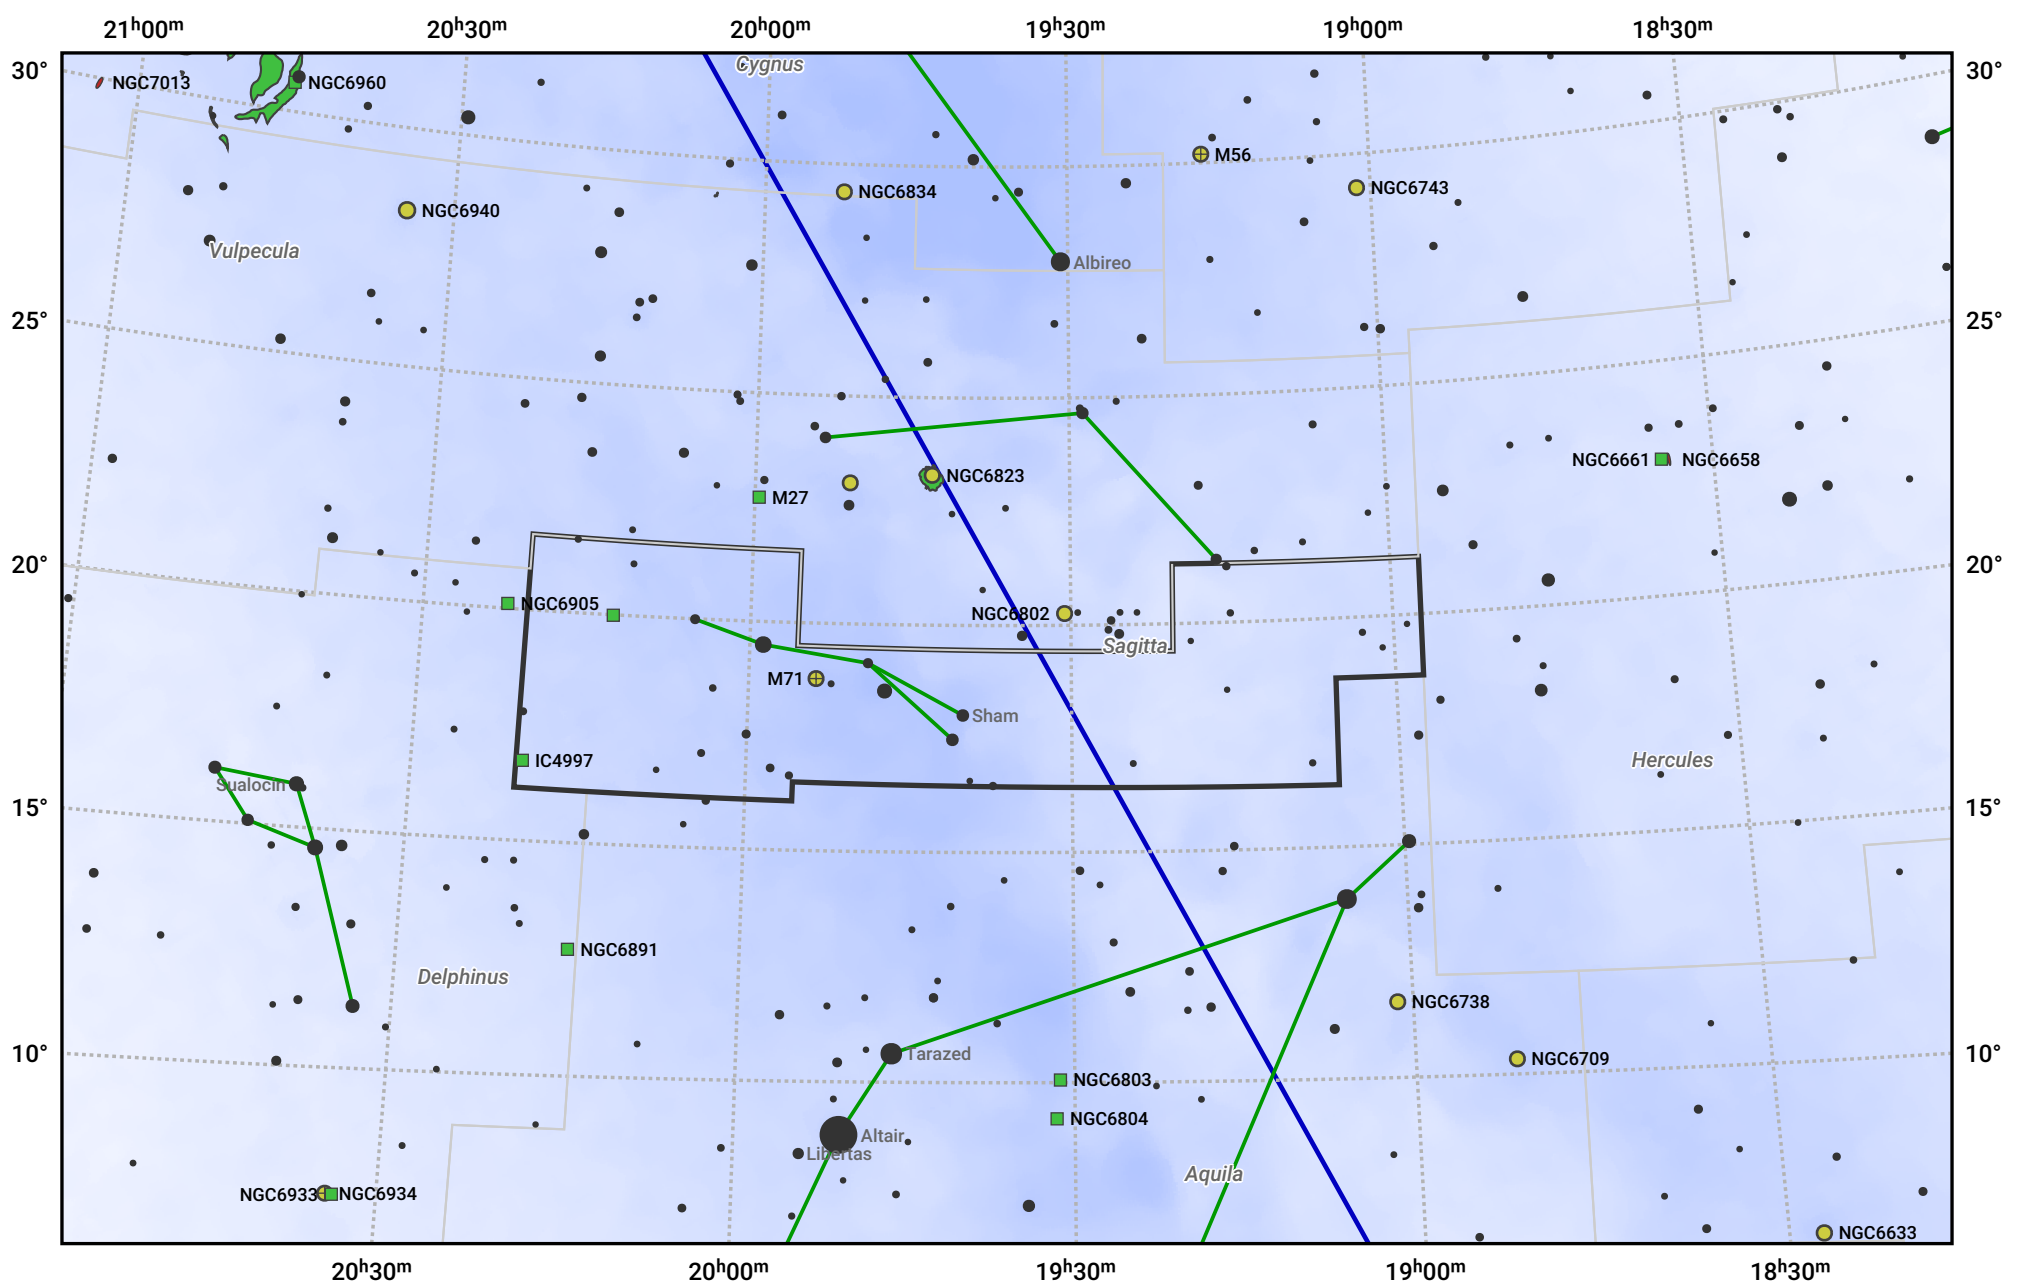 21ʰ00ᵐ 20ʰ30ᵐ 20ʰ00ᵐ 19ʰ30ᵐ 19ʰ00ᵐ 18ʰ30ᵐ
Cygnus
30° 30°
NGC7013 NGC6960
M56
NGC6834 NGC6743
NGC6940
Vulpecula
Albireo
25° 25°
NGC6661 NGC6658
NGC6823
M27
20° 20°
NGC6905
NGC6802
Sagitta
M71
Sham
IC4997 Hercules
Sualocin
15° 15°
NGC6891
Delphinus
NGC6738
10° Tarazed 10°
NGC6709
NGC6803
NGC6804
Altair
Libertas
Aquila
NGC6933 NGC6934
NGC6633
20ʰ30ᵐ 20ʰ00ᵐ 19ʰ30ᵐ 19ʰ00ᵐ 18ʰ30ᵐ